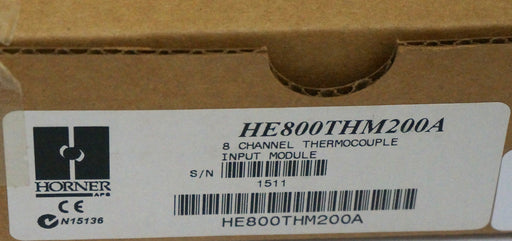 HE800THM200A
8 CHANNEL THERMOCOUPLE
INPUT MODULE
S/N
1511
HE800THM200A
HORNER
APG
CE
N15136